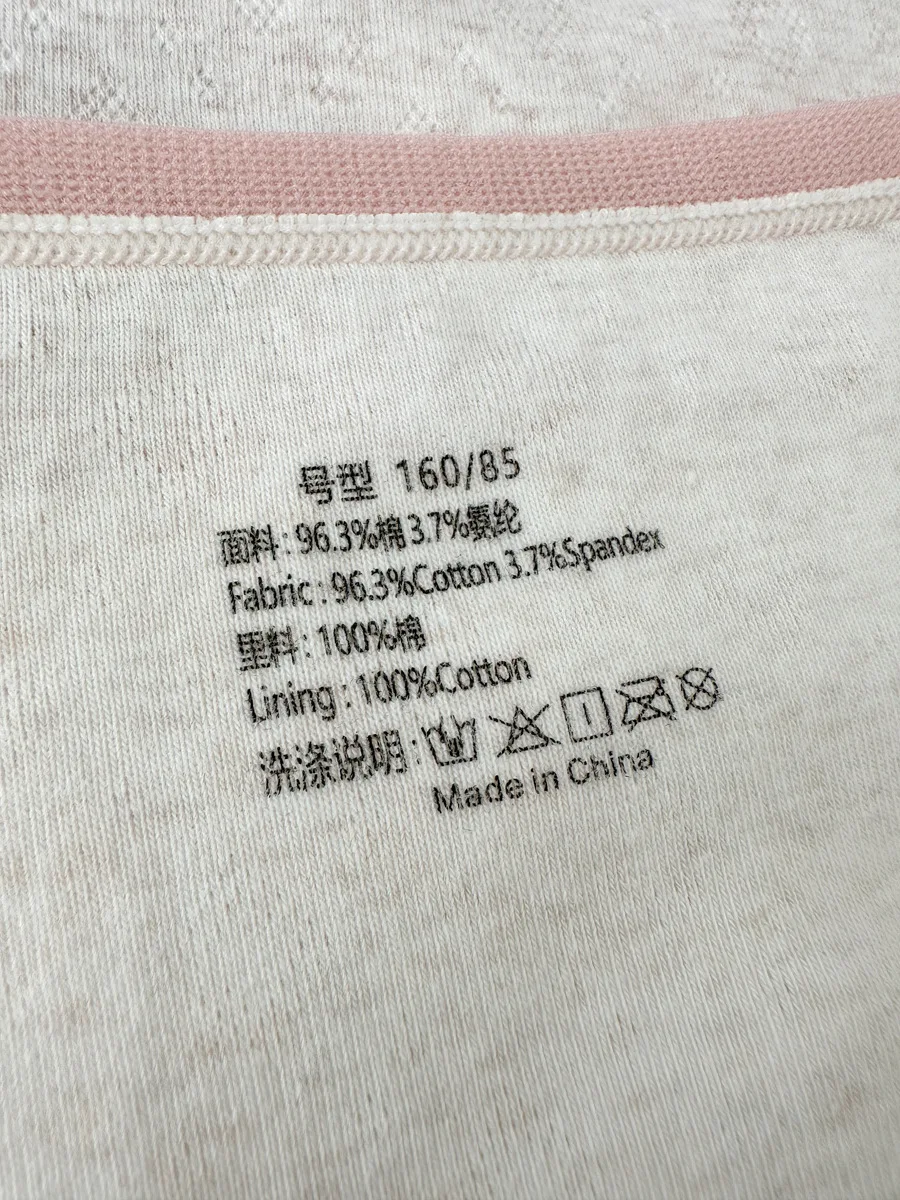 号型 160/85
面料:96.3%棉 3.7%氨纶
Fabric:96.3%Cotton 3.7%Spandex
里料:100%棉
Lining:100%Cotton
洗涤说明:
Made in China